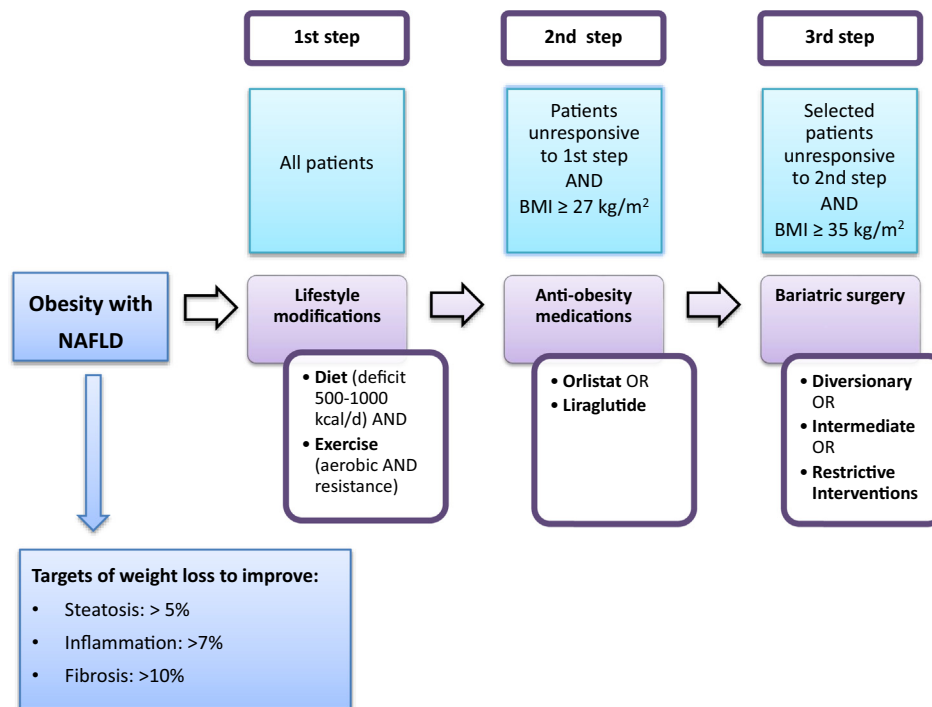 1st step
2nd  step
3rd step
All patients
Patients
unresponsive
to 1st step
AND
BMI ≥ 27 kg/m²
Selected
patients
unresponsive
to 2nd step
AND
BMI ≥ 35 kg/m²
Obesity with
NAFLD
Lifestyle
modifications
Anti-obesity
medications
Bariatric surgery
• Diet (deficit
500-1000
kcal/d) AND
• Exercise
(aerobic AND
resistance)
• Orlistat OR
• Liraglutide
• Diversionary
OR
• Intermediate
OR
• Restrictive
Interventions
Targets of weight loss to improve:
• Steatosis: > 5%
• Inflammation: >7%
• Fibrosis: >10%